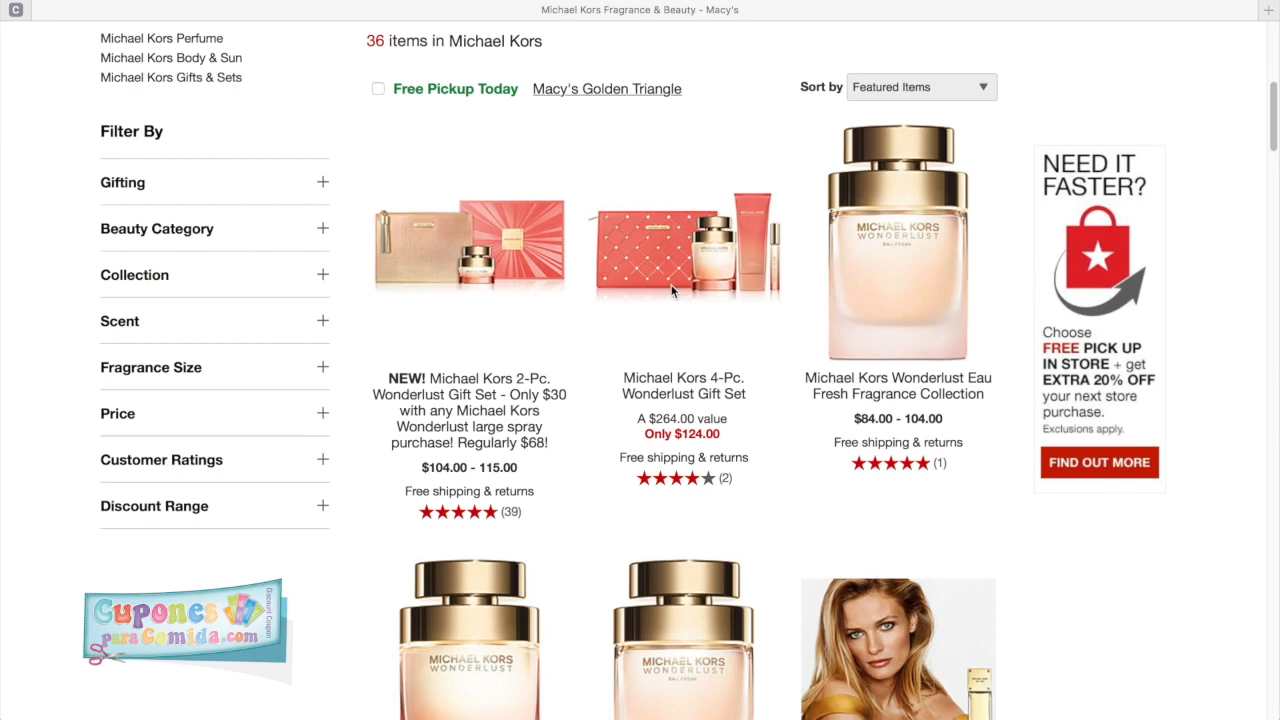 C
Michael Kors Fragrance & Beauty - Macy's
Michael Kors Perfume
Michael Kors Body & Sun
Michael Kors Gifts & Sets
36 items in Michael Kors
Free Pickup Today Macy's Golden Triangle
Sort by Featured Items
Filter By
Gifting
Beauty Category
Collection
Scent
Fragrance Size
Price
Customer Ratings
Discount Range
MICHAEL KORS
WONDERLUST
EAU FRESH
NEW! Michael Kors 2-Pc.
Wonderlust Gift Set - Only $30
with any Michael Kors
Wonderlust large spray
purchase! Regularly $68!
$104.00 - 115.00
Free shipping & returns
(39)
Michael Kors 4-Pc.
Wonderlust Gift Set
A $264.00 value
Only $124.00
Free shipping & returns
(2)
Michael Kors Wonderlust Eau
Fresh Fragrance Collection
$84.00 - 104.00
Free shipping & returns
(1)
NEED IT
FASTER?
Choose
FREE PICK UP
IN STORE + get
EXTRA 20% OFF
your next store
purchase.
Exclusions apply.
FIND OUT MORE
Cupones
paraComida.com
Discount Coupon
MICHAEL KORS
WONDERLUST
MICHAEL KORS
WONDERLUST
EAU FRESH